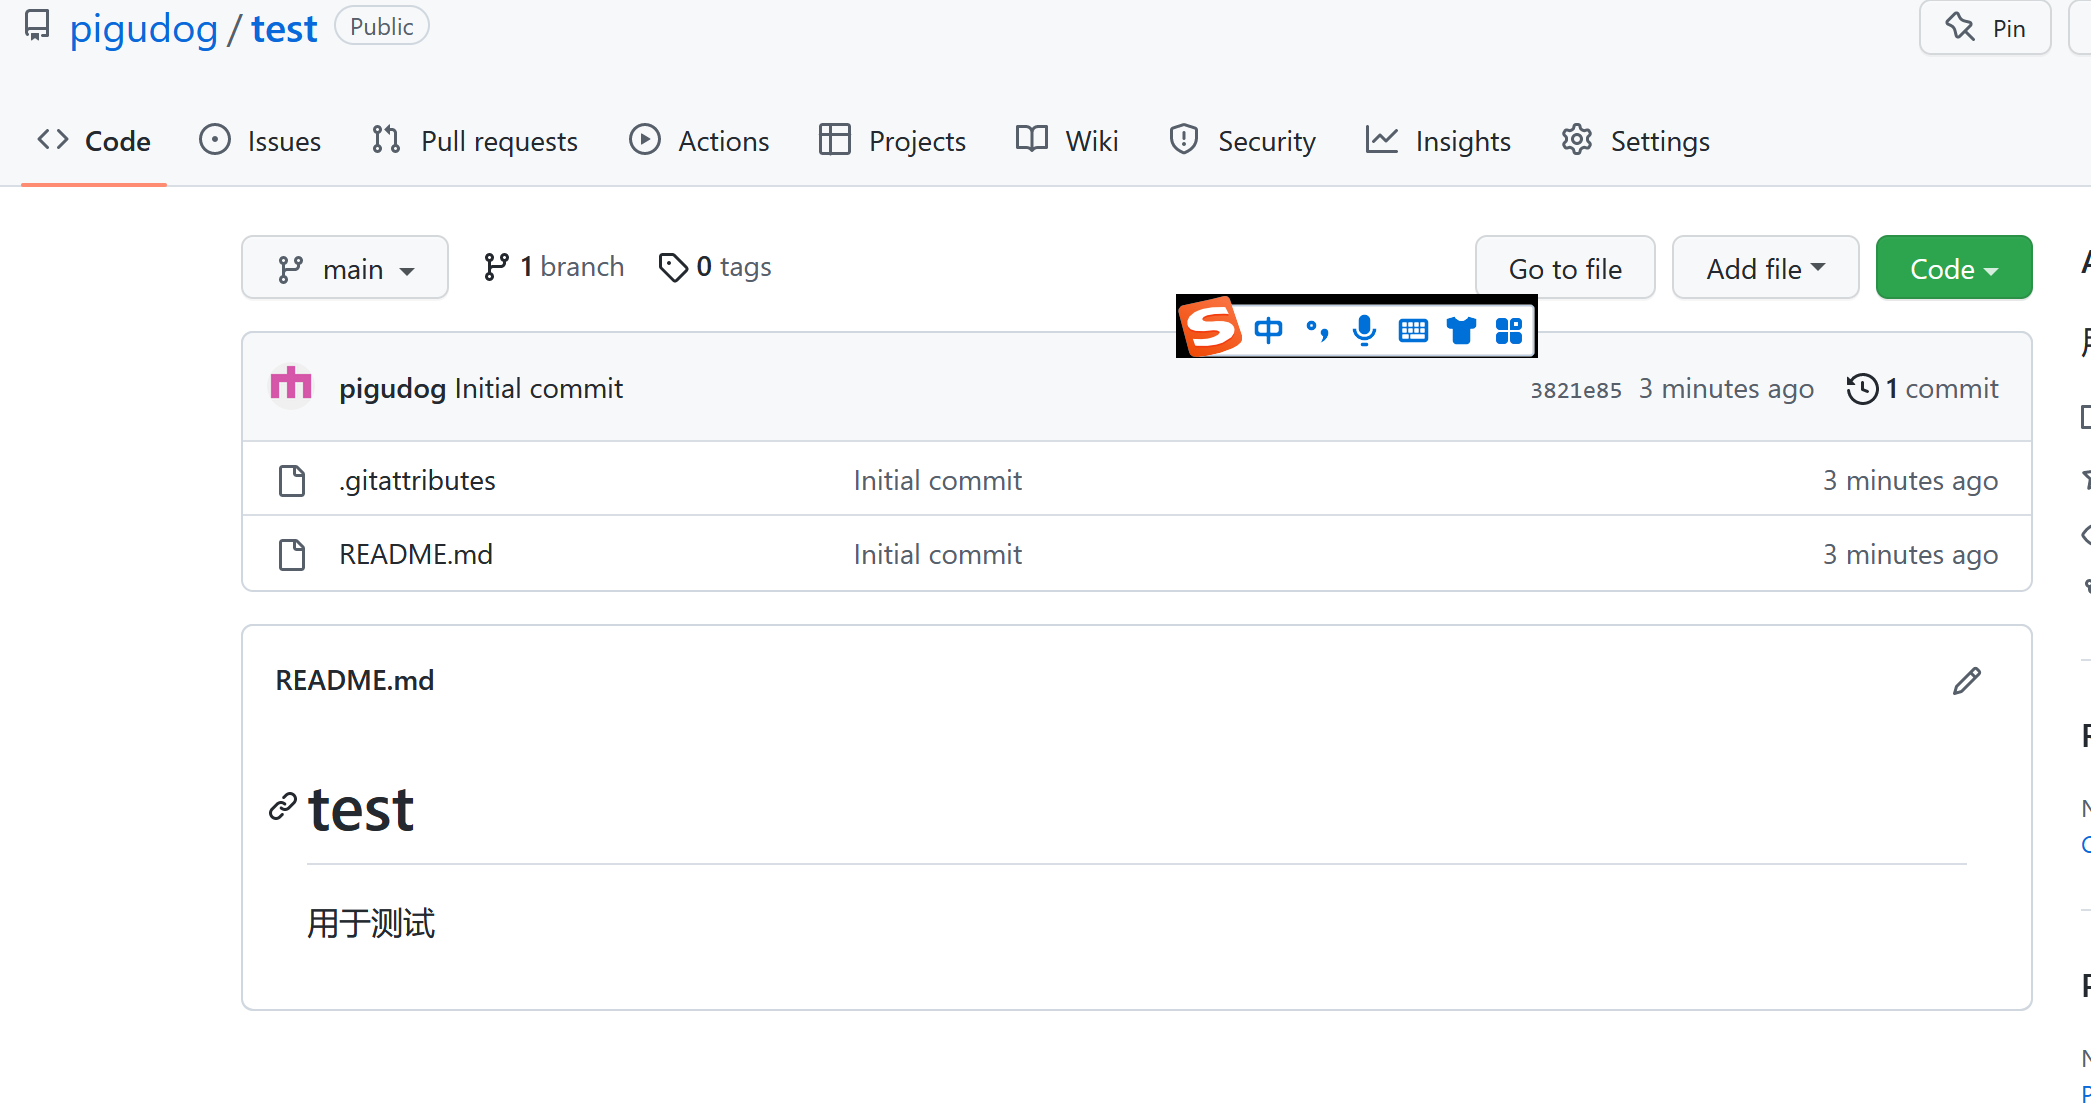 pigudog / test Public Pin
Code Issues Pull requests Actions Projects Wiki Security Insights Settings
main 1 branch 0 tags Go to file Add file Code
中
pigudog Initial commit 3821e85 3 minutes ago 1 commit
.gitattributes Initial commit 3 minutes ago
README.md Initial commit 3 minutes ago
README.md
test
用于测试